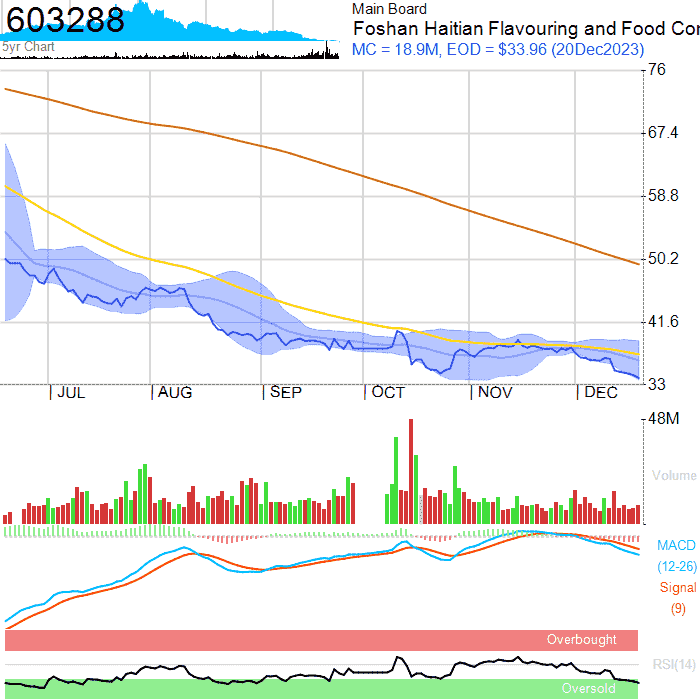 Main Board
603288
Foshan Haitian Flavouring and Food Cor
5yr Chart
MC = 18.9M, EOD = $33.96 (20Dec2023)
76
67.4
58.8
50.2
41.6
33
JUL
AUG
SEP
OCT
NOV
DEC
48M
Volume
MACD
(12-26)
Signal
(9)
Overbought
RSI(14)
Oversold